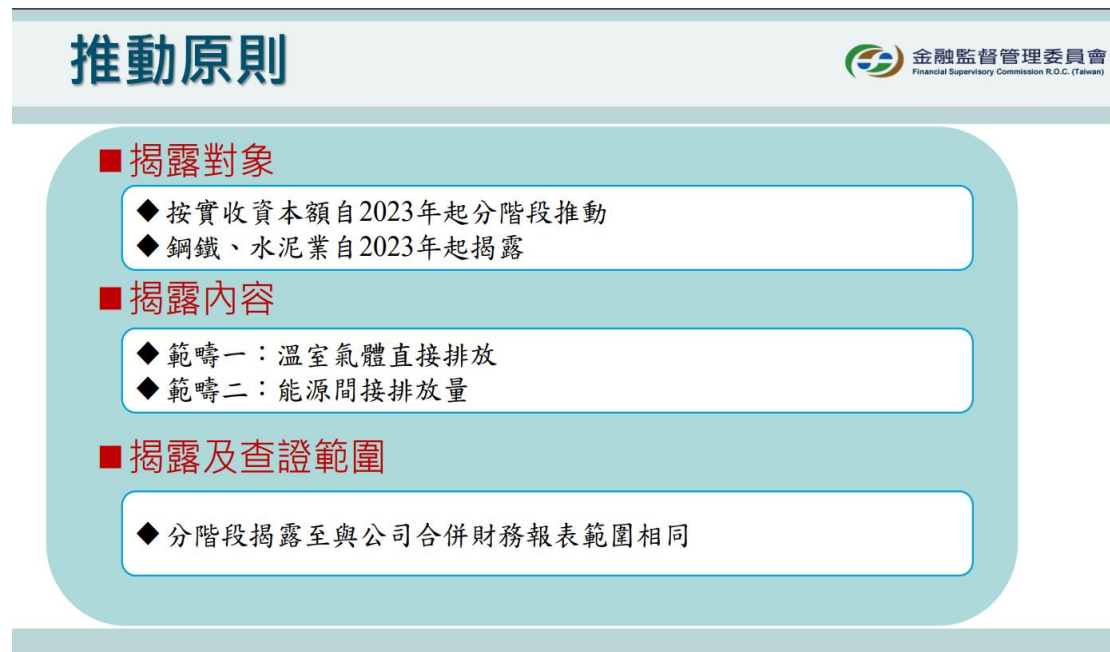 推動原則
金融監督管理委員會
Financial Supervisory Commission R.O.C. (Taiwan)
■揭露對象
◆按實收資本額自2023年起分階段推動
◆鋼鐵、水泥業自2023年起揭露
■揭露內容
◆範疇一：溫室氣體直接排放
◆範疇二：能源間接排放量
■揭露及查證範圍
◆分階段揭露至與公司合併財務報表範圍相同